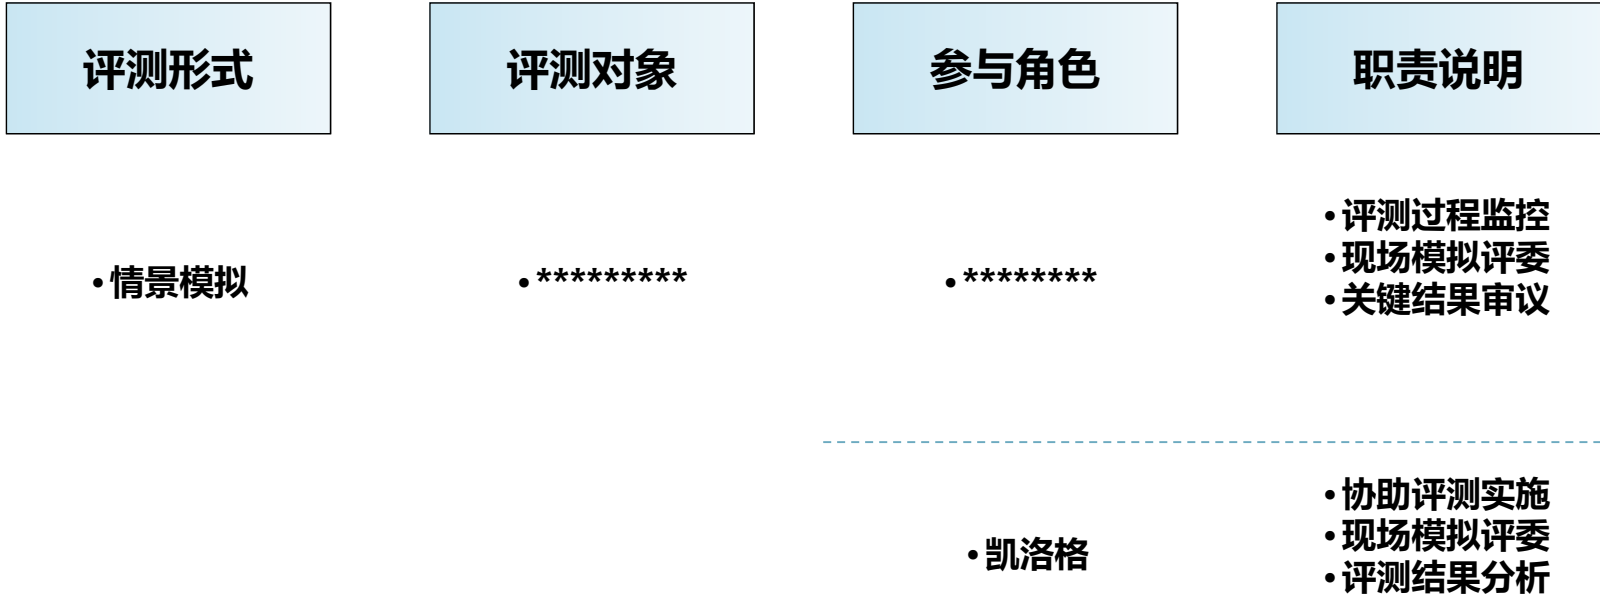 评测形式
评测对象
参与角色
职责说明
•情景模拟
•*********
•********
•评测过程监控
•现场模拟评委
•关键结果审议
•凯洛格
•协助评测实施
•现场模拟评委
•评测结果分析